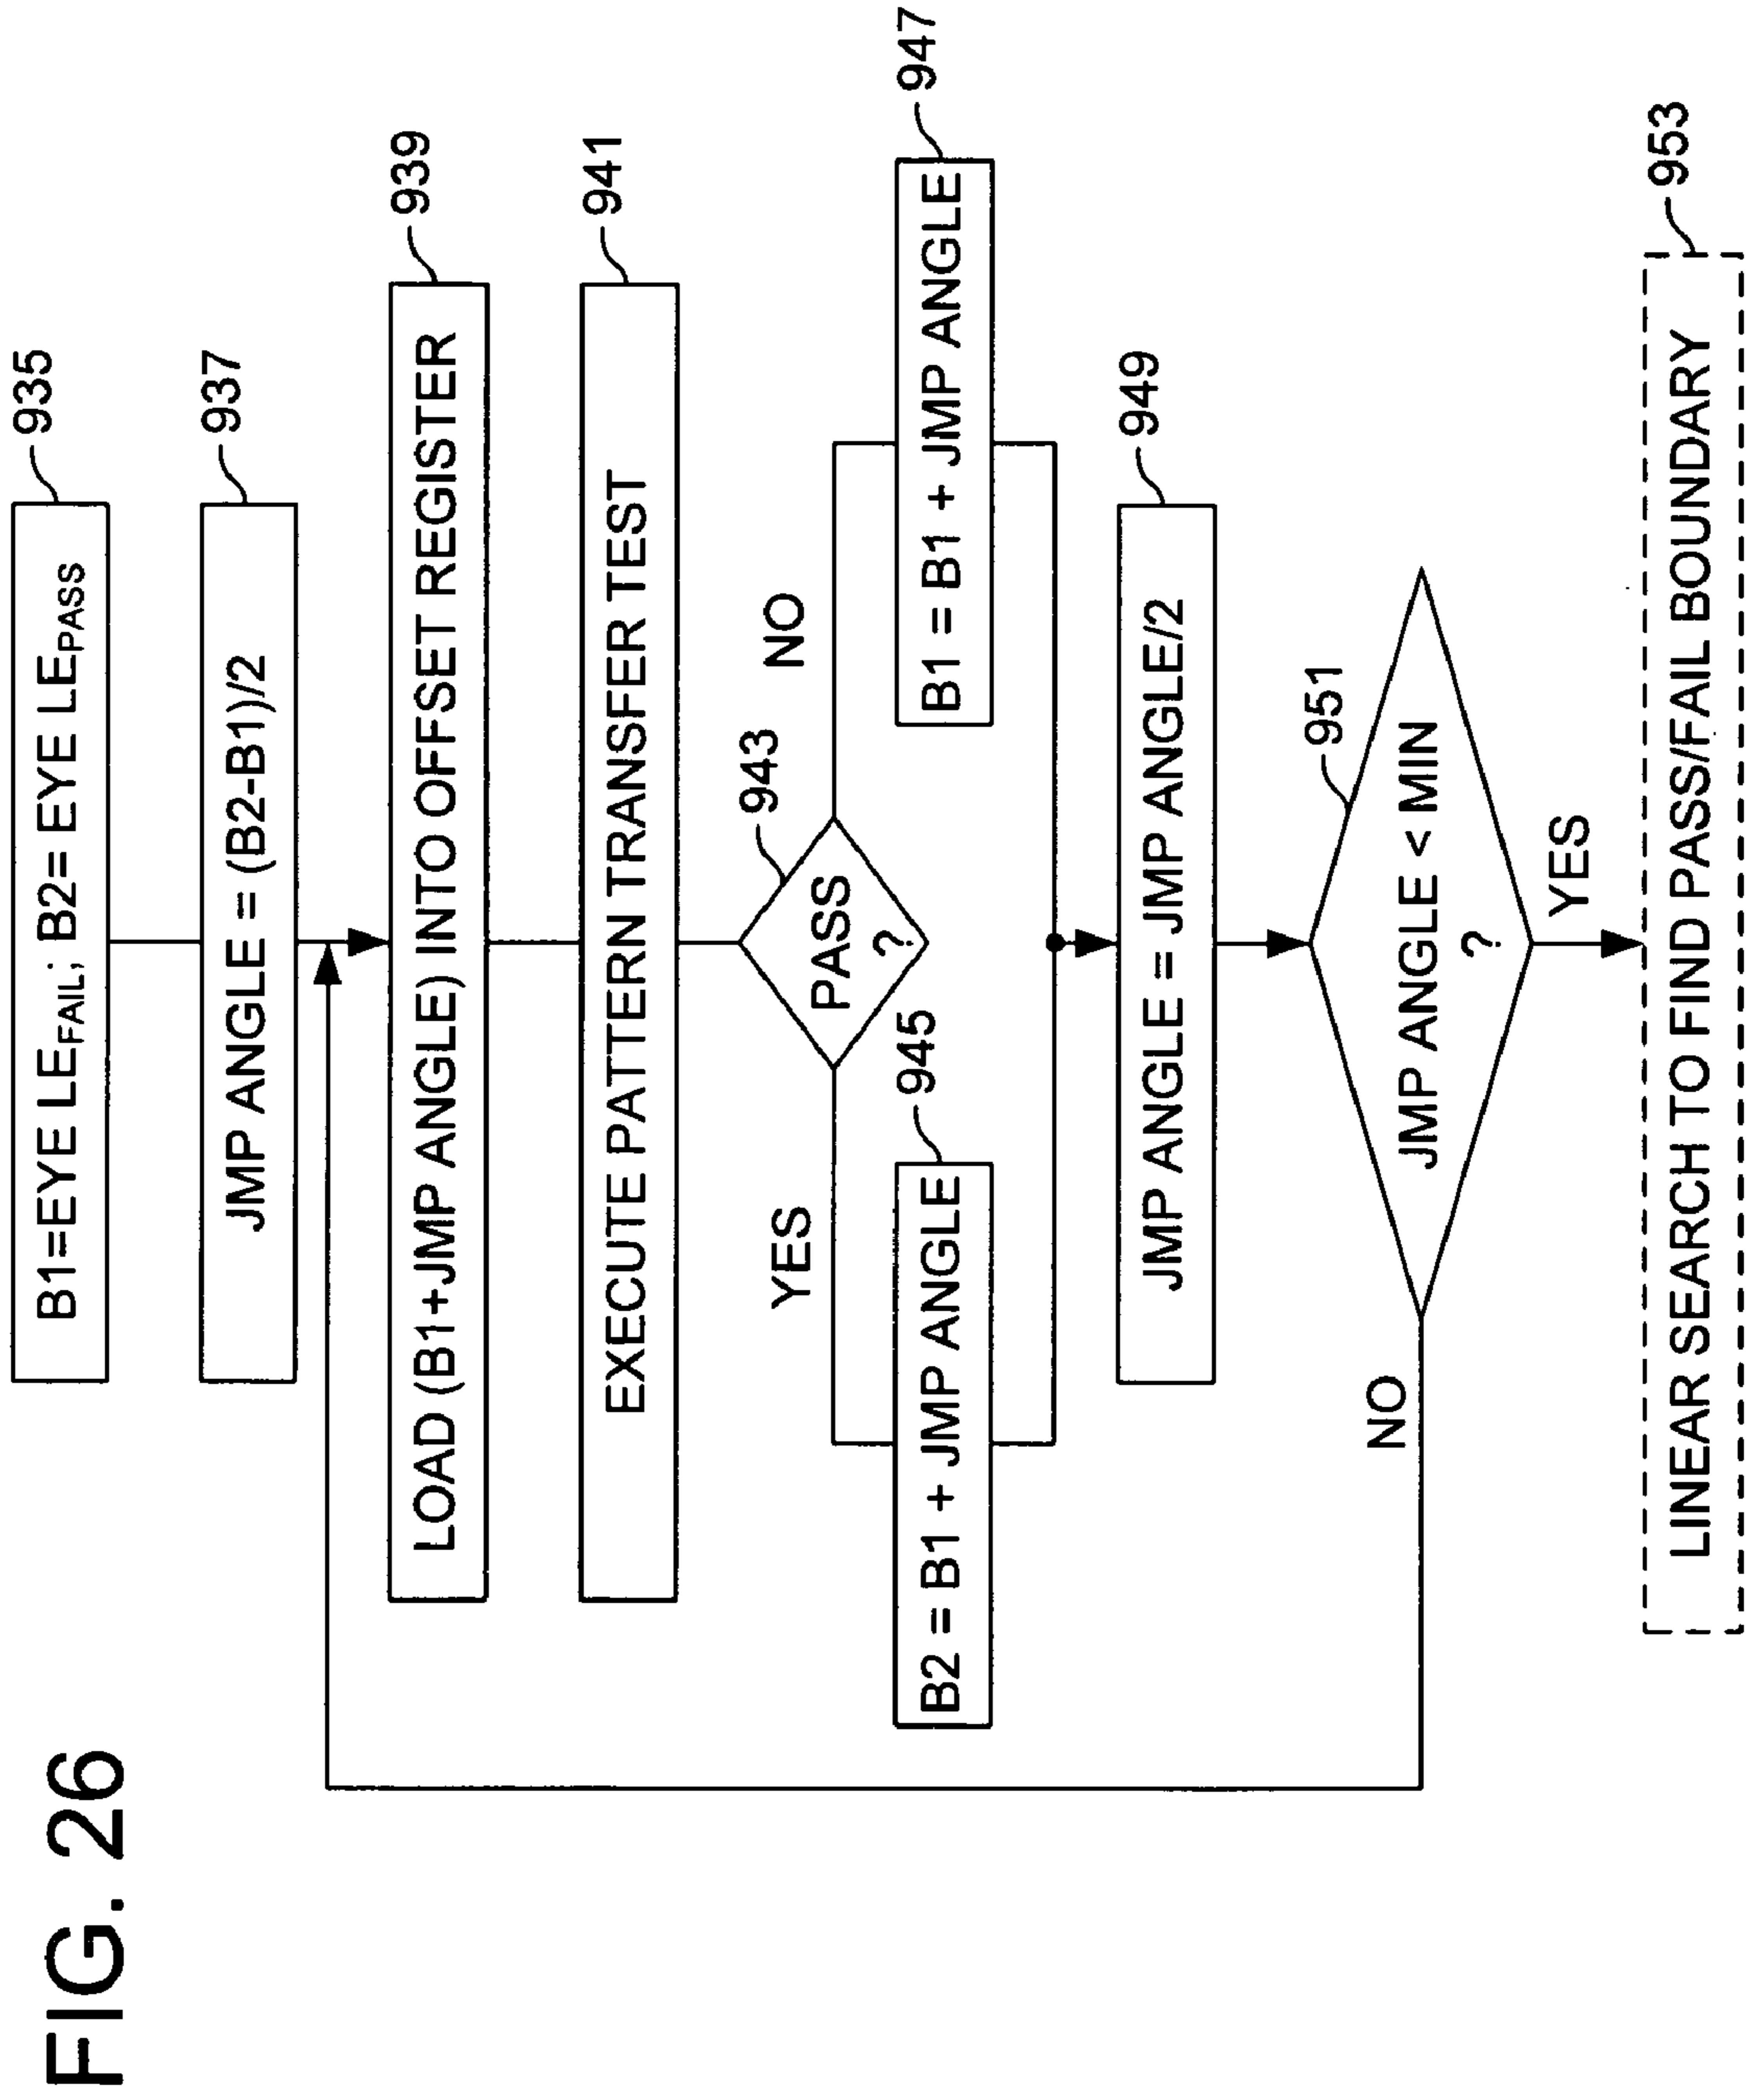 FIG. 26
B1=EYE LEFAIL; B2= EYE LEPASS
935
JMP ANGLE = (B2-B1)/2
937
LOAD (B1+JMP ANGLE) INTO OFFSET REGISTER
939
EXECUTE PATTERN TRANSFER TEST
941
PASS
?
943
YES
NO
B2 = B1 + JMP ANGLE
945
B1 = B1 + JMP ANGLE
947
JMP ANGLE = JMP ANGLE/2
949
JMP ANGLE < MIN
?
951
NO
YES
LINEAR SEARCH TO FIND PASS/FAIL BOUNDARY
953